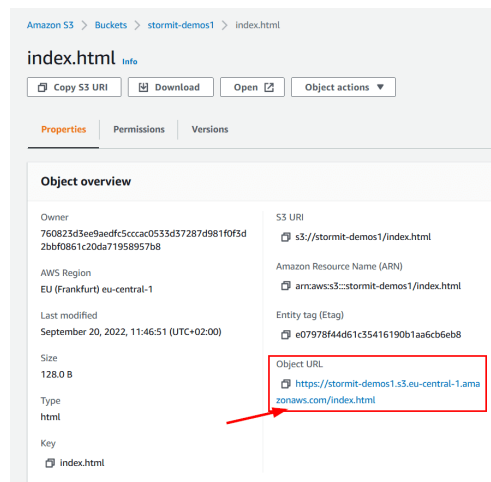 Amazon S3 > Buckets > stormit-demos1 > index.html
index.html Info
Copy S3 URI Download Open Object actions ▼
Properties Permissions Versions
Object overview
Owner
760823d3ee9aedfc5cccac0533d37287d981f0f3d
2bbf0861c20da71958957b8
AWS Region
EU (Frankfurt) eu-central-1
Last modified
September 20, 2022, 11:46:51 (UTC+02:00)
Size
128.0 B
Type
html
Key
index.html
S3 URI
s3://stormit-demos1/index.html
Amazon Resource Name (ARN)
arn:aws:s3:::stormit-demos1/index.html
Entity tag (Etag)
e07978f44d61c35416190b1aa6cb6eb8
Object URL
https://stormit-demos1.s3.eu-central-1.ama
zonaws.com/index.html